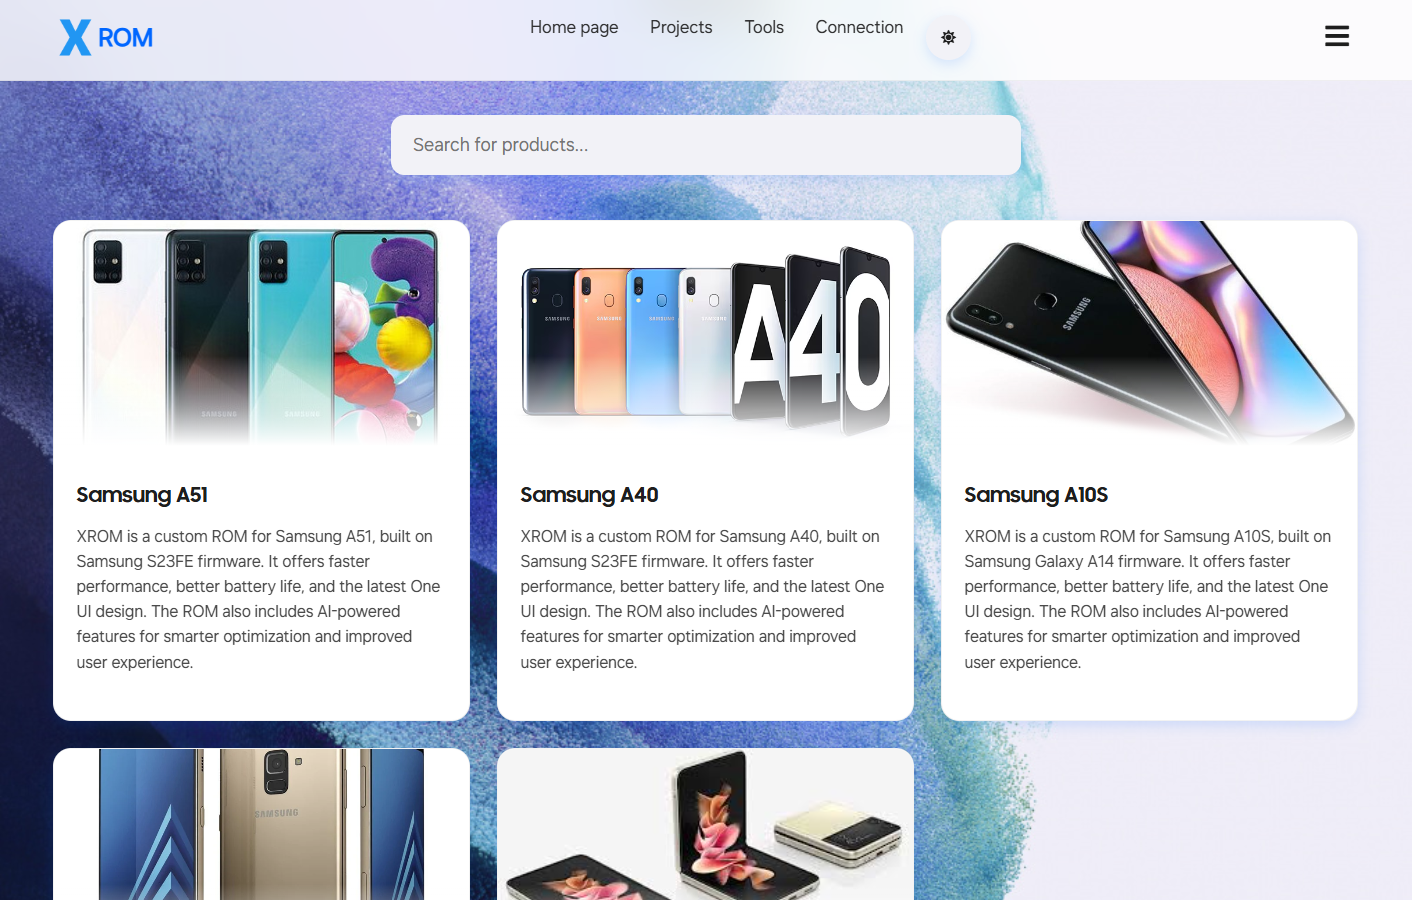 X ROM
Home page
Projects
Tools
Connection
Search for products...
SAMSUNG
SAMSUNG
SAMSUNG
SAMSUNG
SAMSUNG
SAMSUNG
A40
SAMSUNG
Samsung A51
XROM is a custom ROM for Samsung A51, built on
Samsung S23FE firmware. It offers faster
performance, better battery life, and the latest One
UI design. The ROM also includes AI-powered
features for smarter optimization and improved
user experience.
Samsung A40
XROM is a custom ROM for Samsung A40, built on
Samsung S23FE firmware. It offers faster
performance, better battery life, and the latest One
UI design. The ROM also includes AI-powered
features for smarter optimization and improved
user experience.
Samsung A10S
XROM is a custom ROM for Samsung A10S, built on
Samsung Galaxy A14 firmware. It offers faster
performance, better battery life, and the latest One
UI design. The ROM also includes AI-powered
features for smarter optimization and improved
user experience.
SAMSUNG